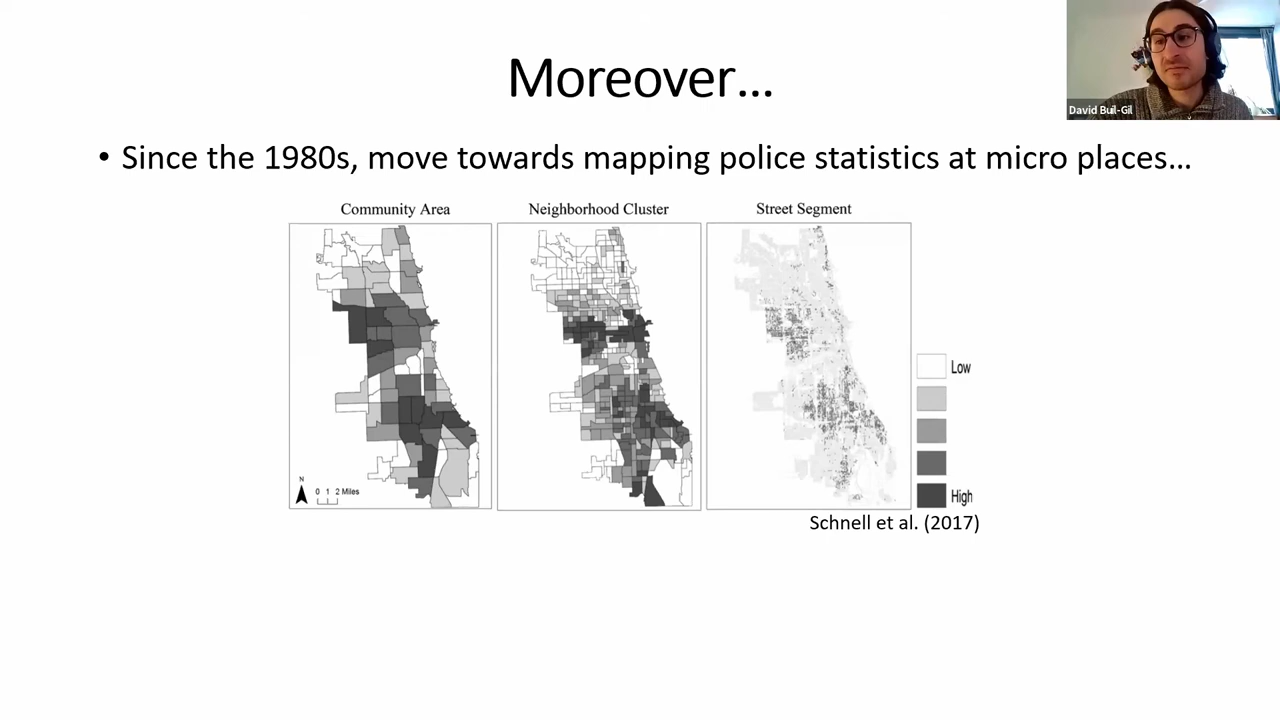 Moreover...
David Buil-Gil
• Since the 1980s, move towards mapping police statistics at micro places...
Community Area
Neighborhood Cluster
Street Segment
Low
High
N
0 1 2 Miles
Schnell et al. (2017)